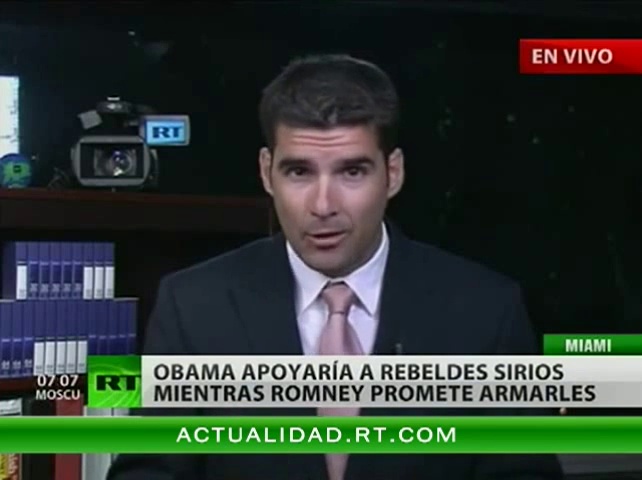 EN VIVO
RT
MIAMI
07 07
MOSCU
RT
OBAMA APOYARÍA A REBELDES SIRIOS
MIENTRAS ROMNEY PROMETE ARMARLES
ACTUALIDAD.RT.COM